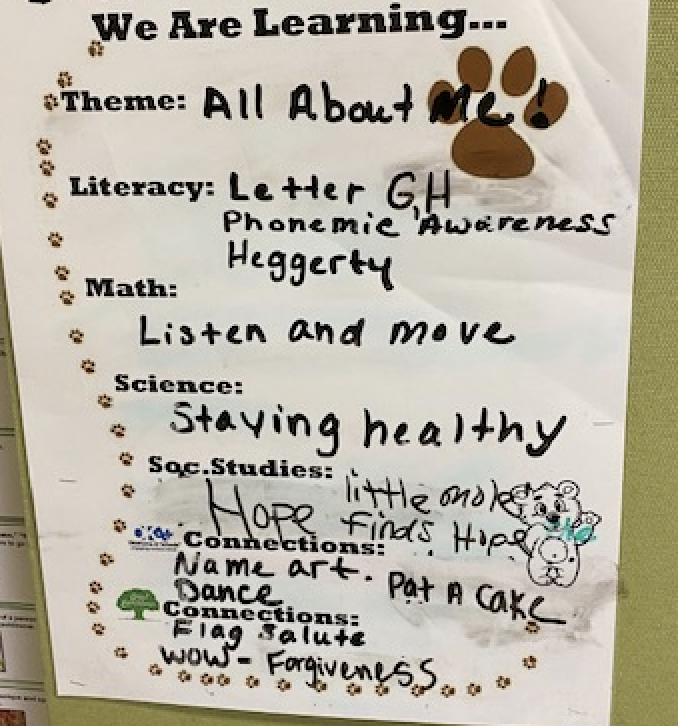 We Are Learning...
Theme: All About Me!
Literacy: Letter G,H
Phonemic Awareness
Heggerty
Math:
Listen and move
Science:
Staying healthy
Soc.Studies: little mole
Hope finds Hope
Connections:
Name art. Pat A Cake
Dance
Connections:
Flag Salute
WOW - Forgiveness